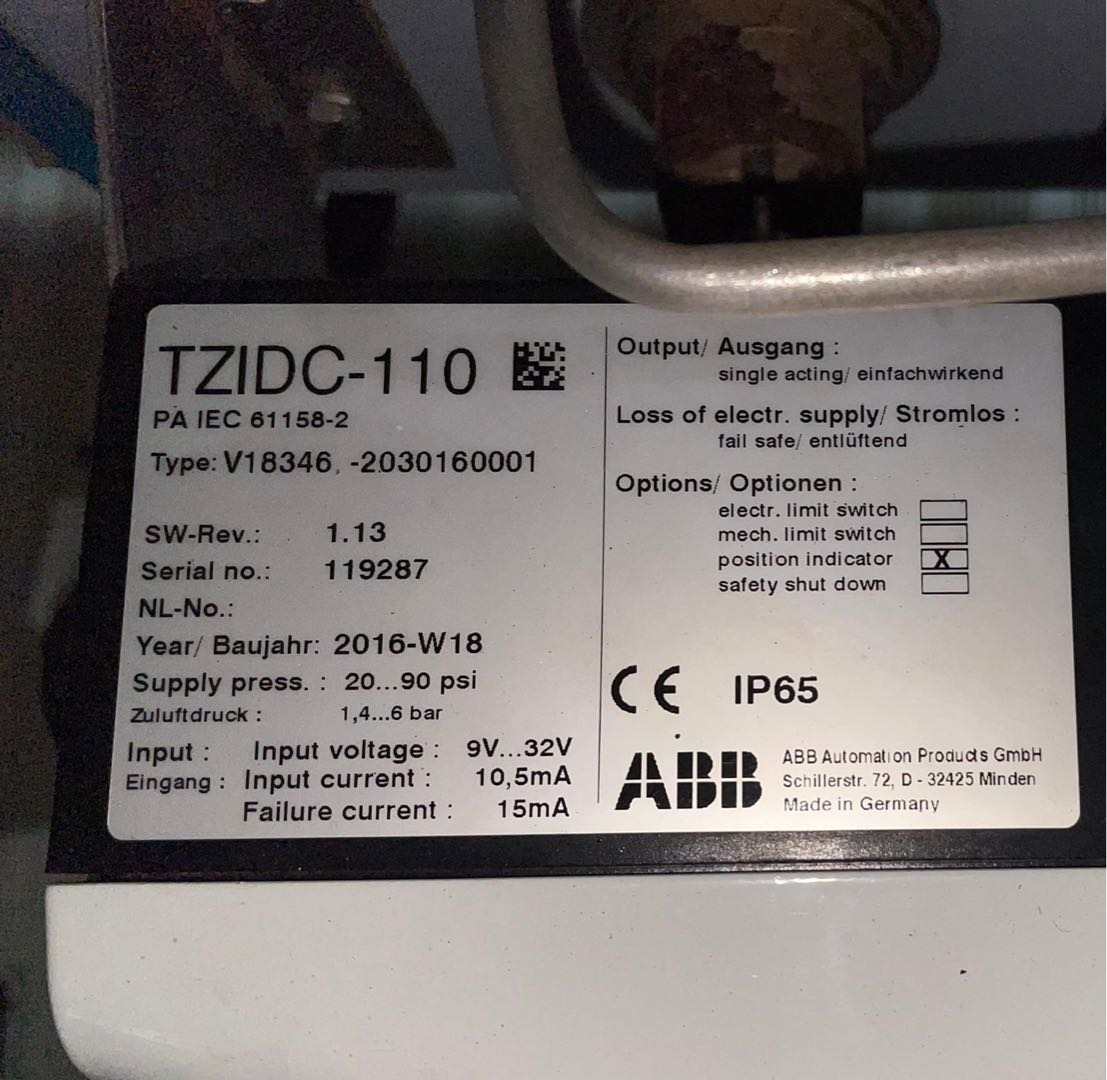 TZIDC-110
PA IEC 61158-2
Type: V18346, -2030160001
SW-Rev.: 1.13
Serial no.: 119287
NL-No.:
Year/ Baujahr: 2016-W18
Supply press. : 20...90 psi
Zuluftdruck : 1,4...6 bar
Input : Input voltage : 9V...32V
Eingang : Input current : 10,5mA
Failure current : 15mA
Output/ Ausgang :
single acting/ einfachwirkend
Loss of electr. supply/ Stromlos :
fail safe/ entlüftend
Options/ Optionen :
electr. limit switch
mech. limit switch
position indicator X
safety shut down
CE IP65
ABB
ABB Automation Products GmbH
Schillerstr. 72, D - 32425 Minden
Made in Germany